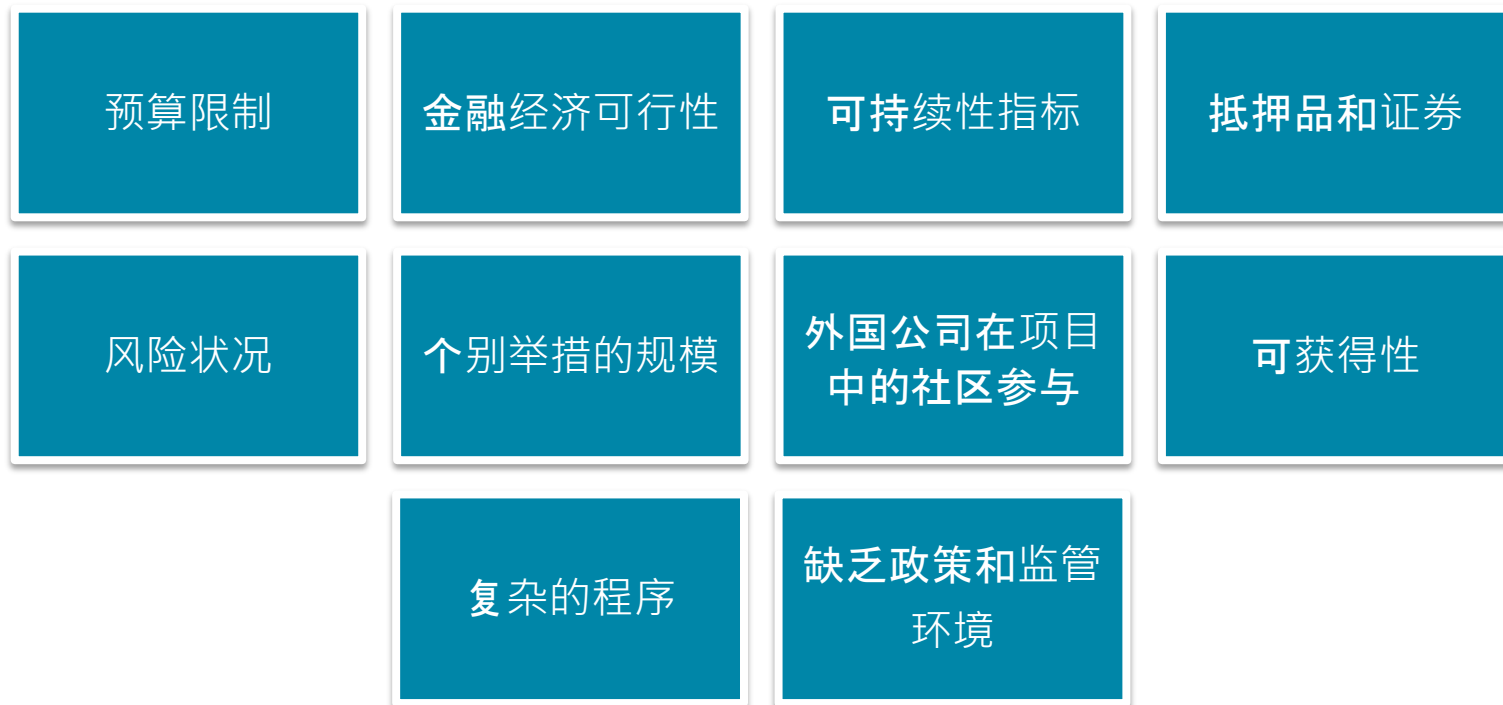 预算限制
金融经济可行性
可持续性指标
抵押品和证券
风险状况
个别举措的规模
外国公司在项目
中的社区参与
可获得性
复杂的程序
缺乏政策和监管
环境